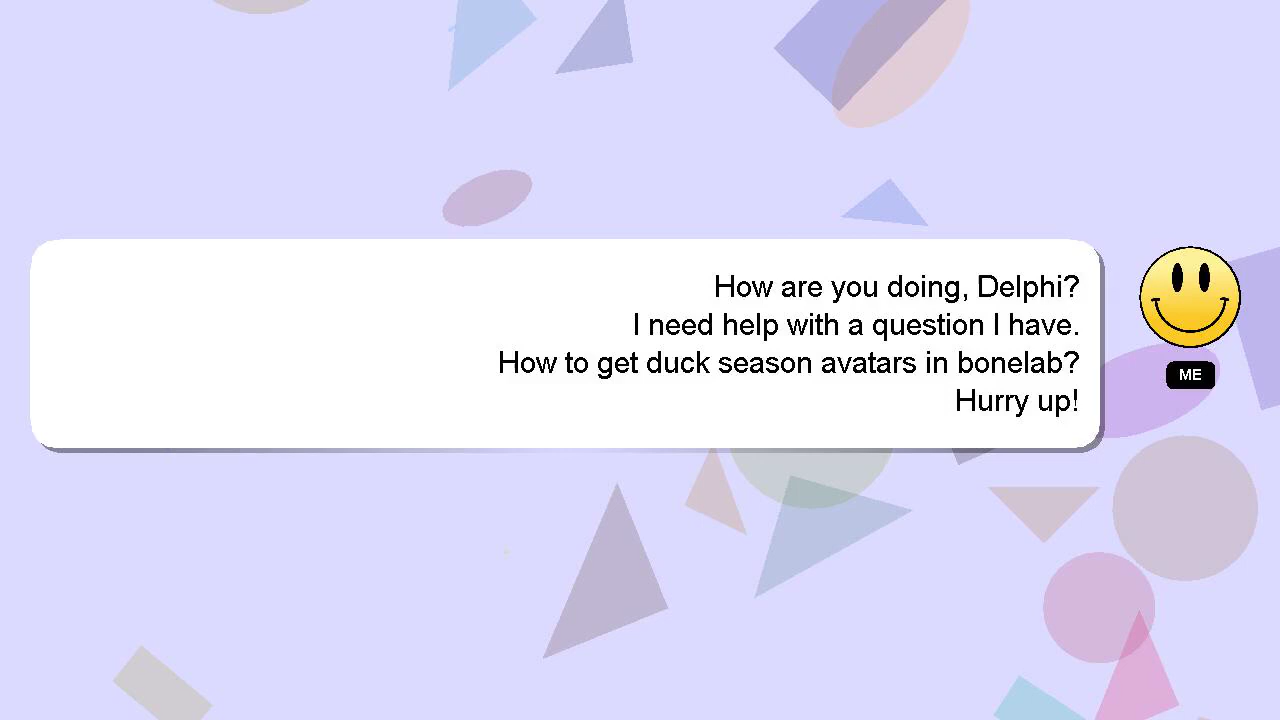 How are you doing, Delphi?
I need help with a question I have.
How to get duck season avatars in bonelab?
Hurry up!
ME